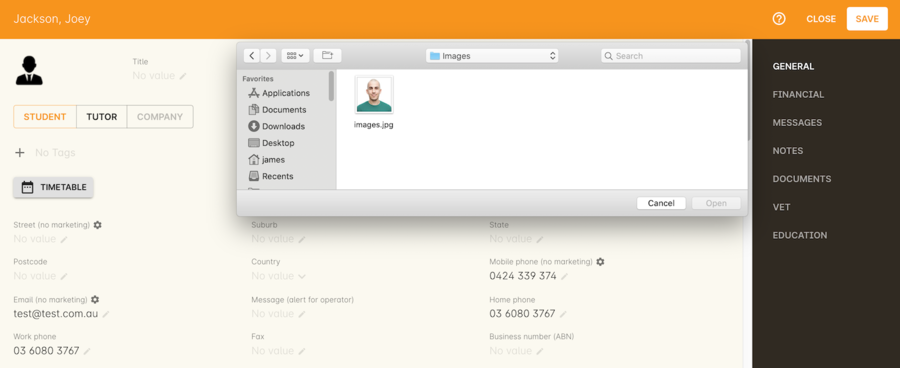 Jackson, Joey
CLOSE
SAVE
Title
No value
STUDENT
TUTOR
COMPANY
No Tags
TIMETABLE
Images
Search
Favorites
Applications
Documents
Downloads
Desktop
james
Recents
images.jpg
Cancel
Open
GENERAL
FINANCIAL
MESSAGES
NOTES
DOCUMENTS
VET
EDUCATION
Street (no marketing)
No value
Suburb
No value
State
No value
Postcode
No value
Country
No value
Mobile phone (no marketing)
0424 339 374
Email (no marketing)
test@test.com.au
Message (alert for operator)
No value
Home phone
03 6080 3767
Work phone
03 6080 3767
Fax
No value
Business number (ABN)
No value